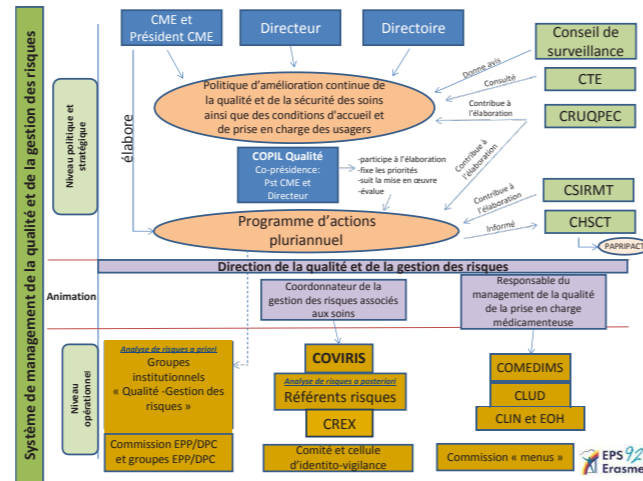 Système de management de la qualité et de la gestion des risques
Niveau politique et
stratégique
CME et
Président CME
Directeur
Directoire
Conseil de
surveillance
CTE
CRUQPEC
CSIRMT
CHSCT
PAPRIPACT
élabore
Politique d'amélioration continue de
la qualité et de la sécurité des soins
ainsi que des conditions d'accueil et
de prise en charge des usagers
Donne avis
Consulté
Contribue à
l'élaboration
Contribue à
l'élaboration
Contribue à
l'élaboration
Informé
COPIL Qualité
Co-présidence:
Pst CME et
Directeur
-participe à l'élaboration
-fixe les priorités
-suit la mise en œuvre
-évalue
Programme d'actions
pluriannuel
Direction de la qualité et de la gestion des risques
Animation
Coordonnateur de la
gestion des risques associés
aux soins
Responsable du
management de la qualité
de la prise en charge
médicamenteuse
Niveau
opérationnel
Analyse de risques a priori
Groupes
institutionnels
« Qualité -Gestion des
risques »
Commission EPP/DPC
et groupes EPP/DPC
COVIRIS
Analyse de risques a posteriori
Référents risques
CREX
Comité et cellule
d'identito-vigilance
COMEDIMS
CLUD
CLIN et EOH
Commission « menus »
EPS 92
Erasme